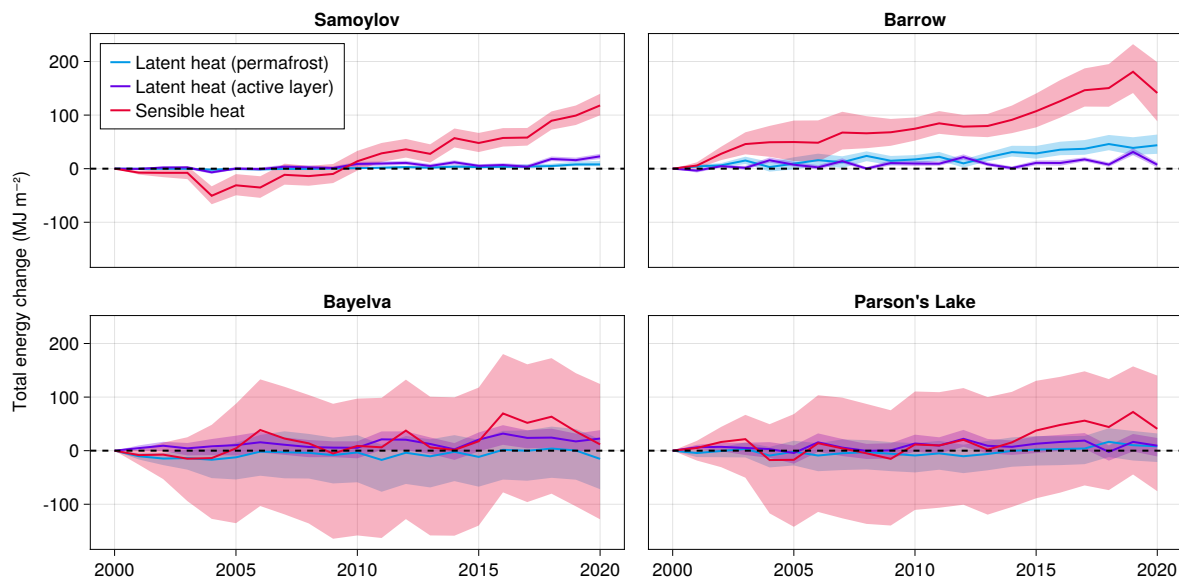 Samoylov
Barrow
Latent heat (permafrost)
Latent heat (active layer)
Sensible heat
200
100
0
-100
Total energy change (MJ m⁻²)
Bayelva
Parson's Lake
200
100
0
-100
2000 2005 2010 2015 2020
2000 2005 2010 2015 2020